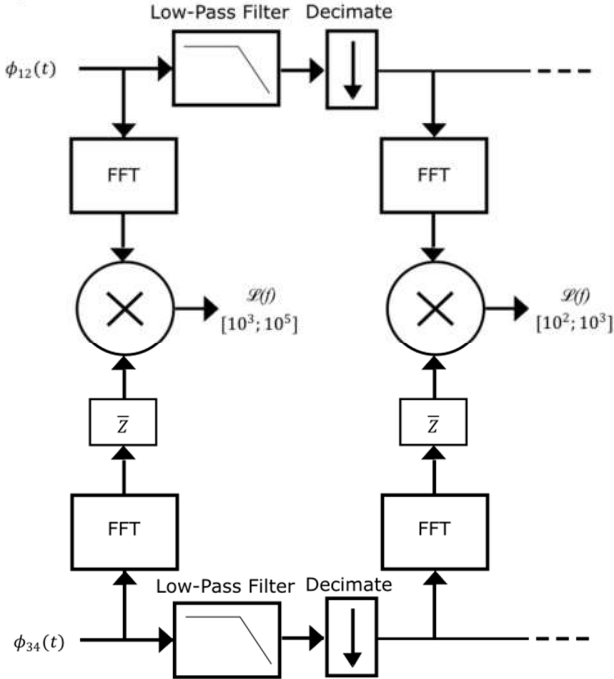 Low-Pass Filter Decimate
ϕ₁₂(t)
FFT FFT
ℒ(f) ℒ(f)
[10³; 10⁵] [10²; 10³]
Z̅ Z̅
FFT FFT
Low-Pass Filter Decimate
ϕ₃₄(t)